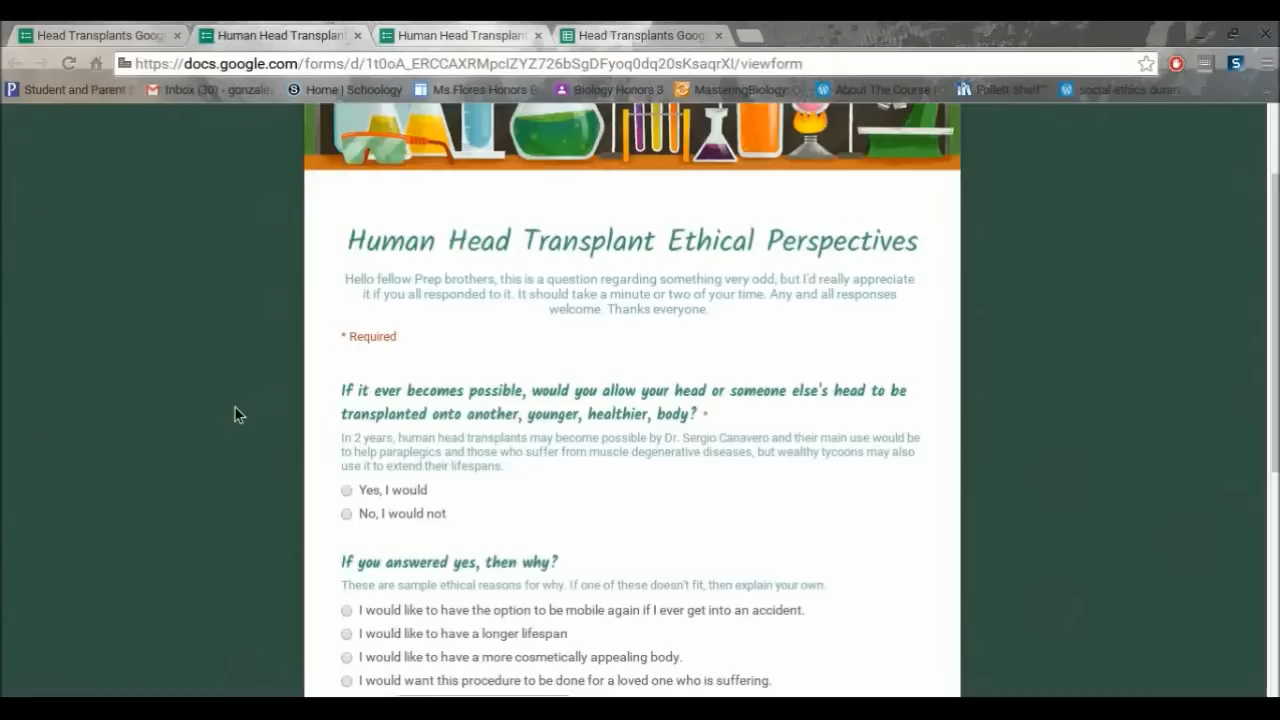 Head Transplants Goog
Human Head Transplan
Human Head Transplant
Head Transplants Goog
https://docs.google.com/forms/d/
/viewform
Student and Parent
Inbox (30) - gonzale
Home | Schoology
Ms.Flores Honors
Biology Honors 3
MasteringBiology:
About The Course
Follett Shelf
social ethics duran
Human Head Transplant Ethical Perspectives
Hello fellow Prep brothers, this is a question regarding something very odd, but I'd really appreciate
it if you all responded to it. It should take a minute or two of your time. Any and all responses
welcome. Thanks everyone.
* Required
If it ever becomes possible, would you allow your head or someone else's head to be
transplanted onto another, younger, healthier, body? *
In 2 years, human head transplants may become possible by Dr. Sergio Canavero and their main use would be
to help paraplegics and those who suffer from muscle degenerative diseases, but wealthy tycoons may also
use it to extend their lifespans.
Yes, I would
No, I would not
If you answered yes, then why?
These are sample ethical reasons for why. If one of these doesn't fit, then explain your own.
I would like to have the option to be mobile again if I ever get into an accident.
I would like to have a longer lifespan
I would like to have a more cosmetically appealing body.
I would want this procedure to be done for a loved one who is suffering.